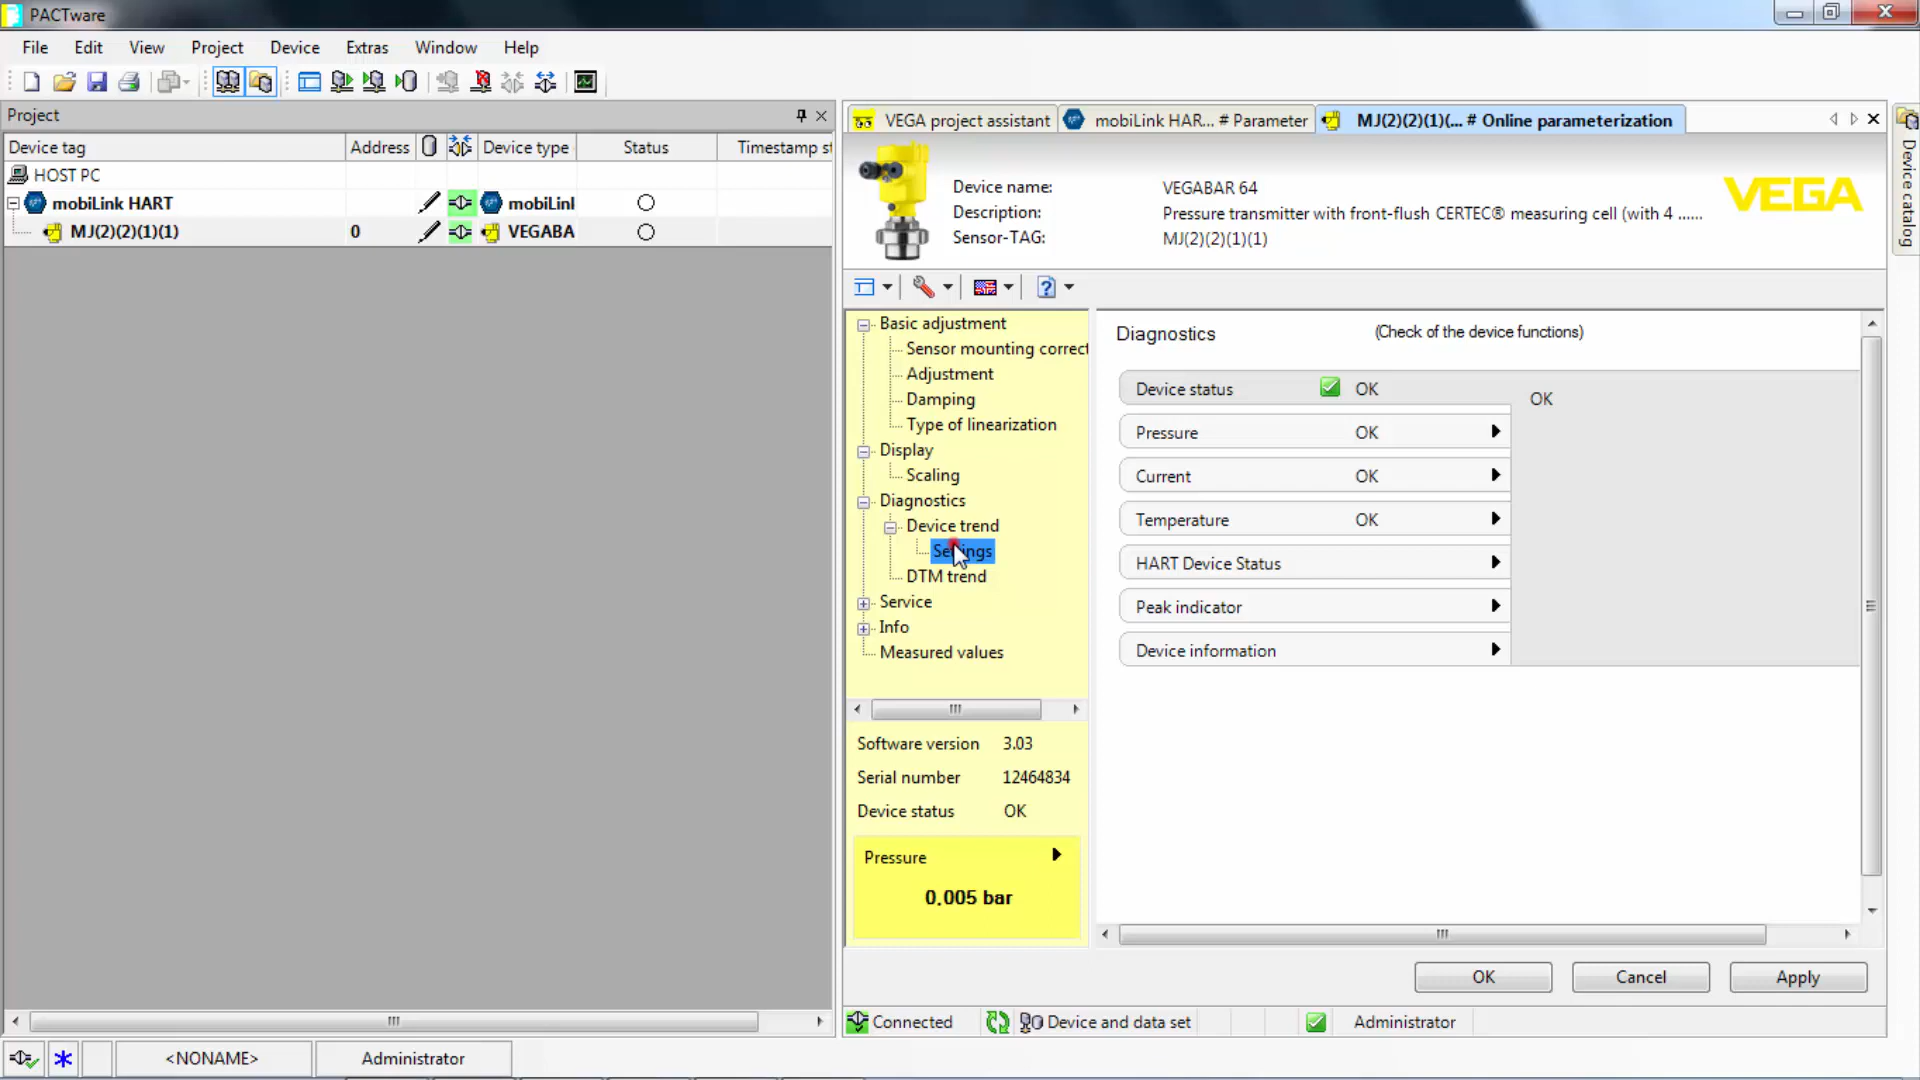 PACTware
File Edit View Project Device Extras Window Help
Project
Device tag Address Device type Status Timestamp st
HOST PC
mobiLink HART mobiLinl
MJ(2)(2)(1)(1) 0 VEGABA
VEGA project assistant mobiLink HAR... # Parameter MJ(2)(2)(1)(... # Online parameterization
Device catalog
Device name: VEGABAR 64
Description: Pressure transmitter with front-flush CERTEC® measuring cell (with 4 ......
Sensor-TAG: MJ(2)(2)(1)(1)
VEGA
Basic adjustment
Sensor mounting correct
Adjustment
Damping
Type of linearization
Display
Scaling
Diagnostics
Device trend
Settings
DTM trend
Service
Info
Measured values
Software version 3.03
Serial number 12464834
Device status OK
Pressure
0.005 bar
Diagnostics (Check of the device functions)
Device status OK
OK
Pressure OK
Current OK
Temperature OK
HART Device Status
Peak indicator
Device information
OK Cancel Apply
Connected Device and data set Administrator
<NONAME> Administrator